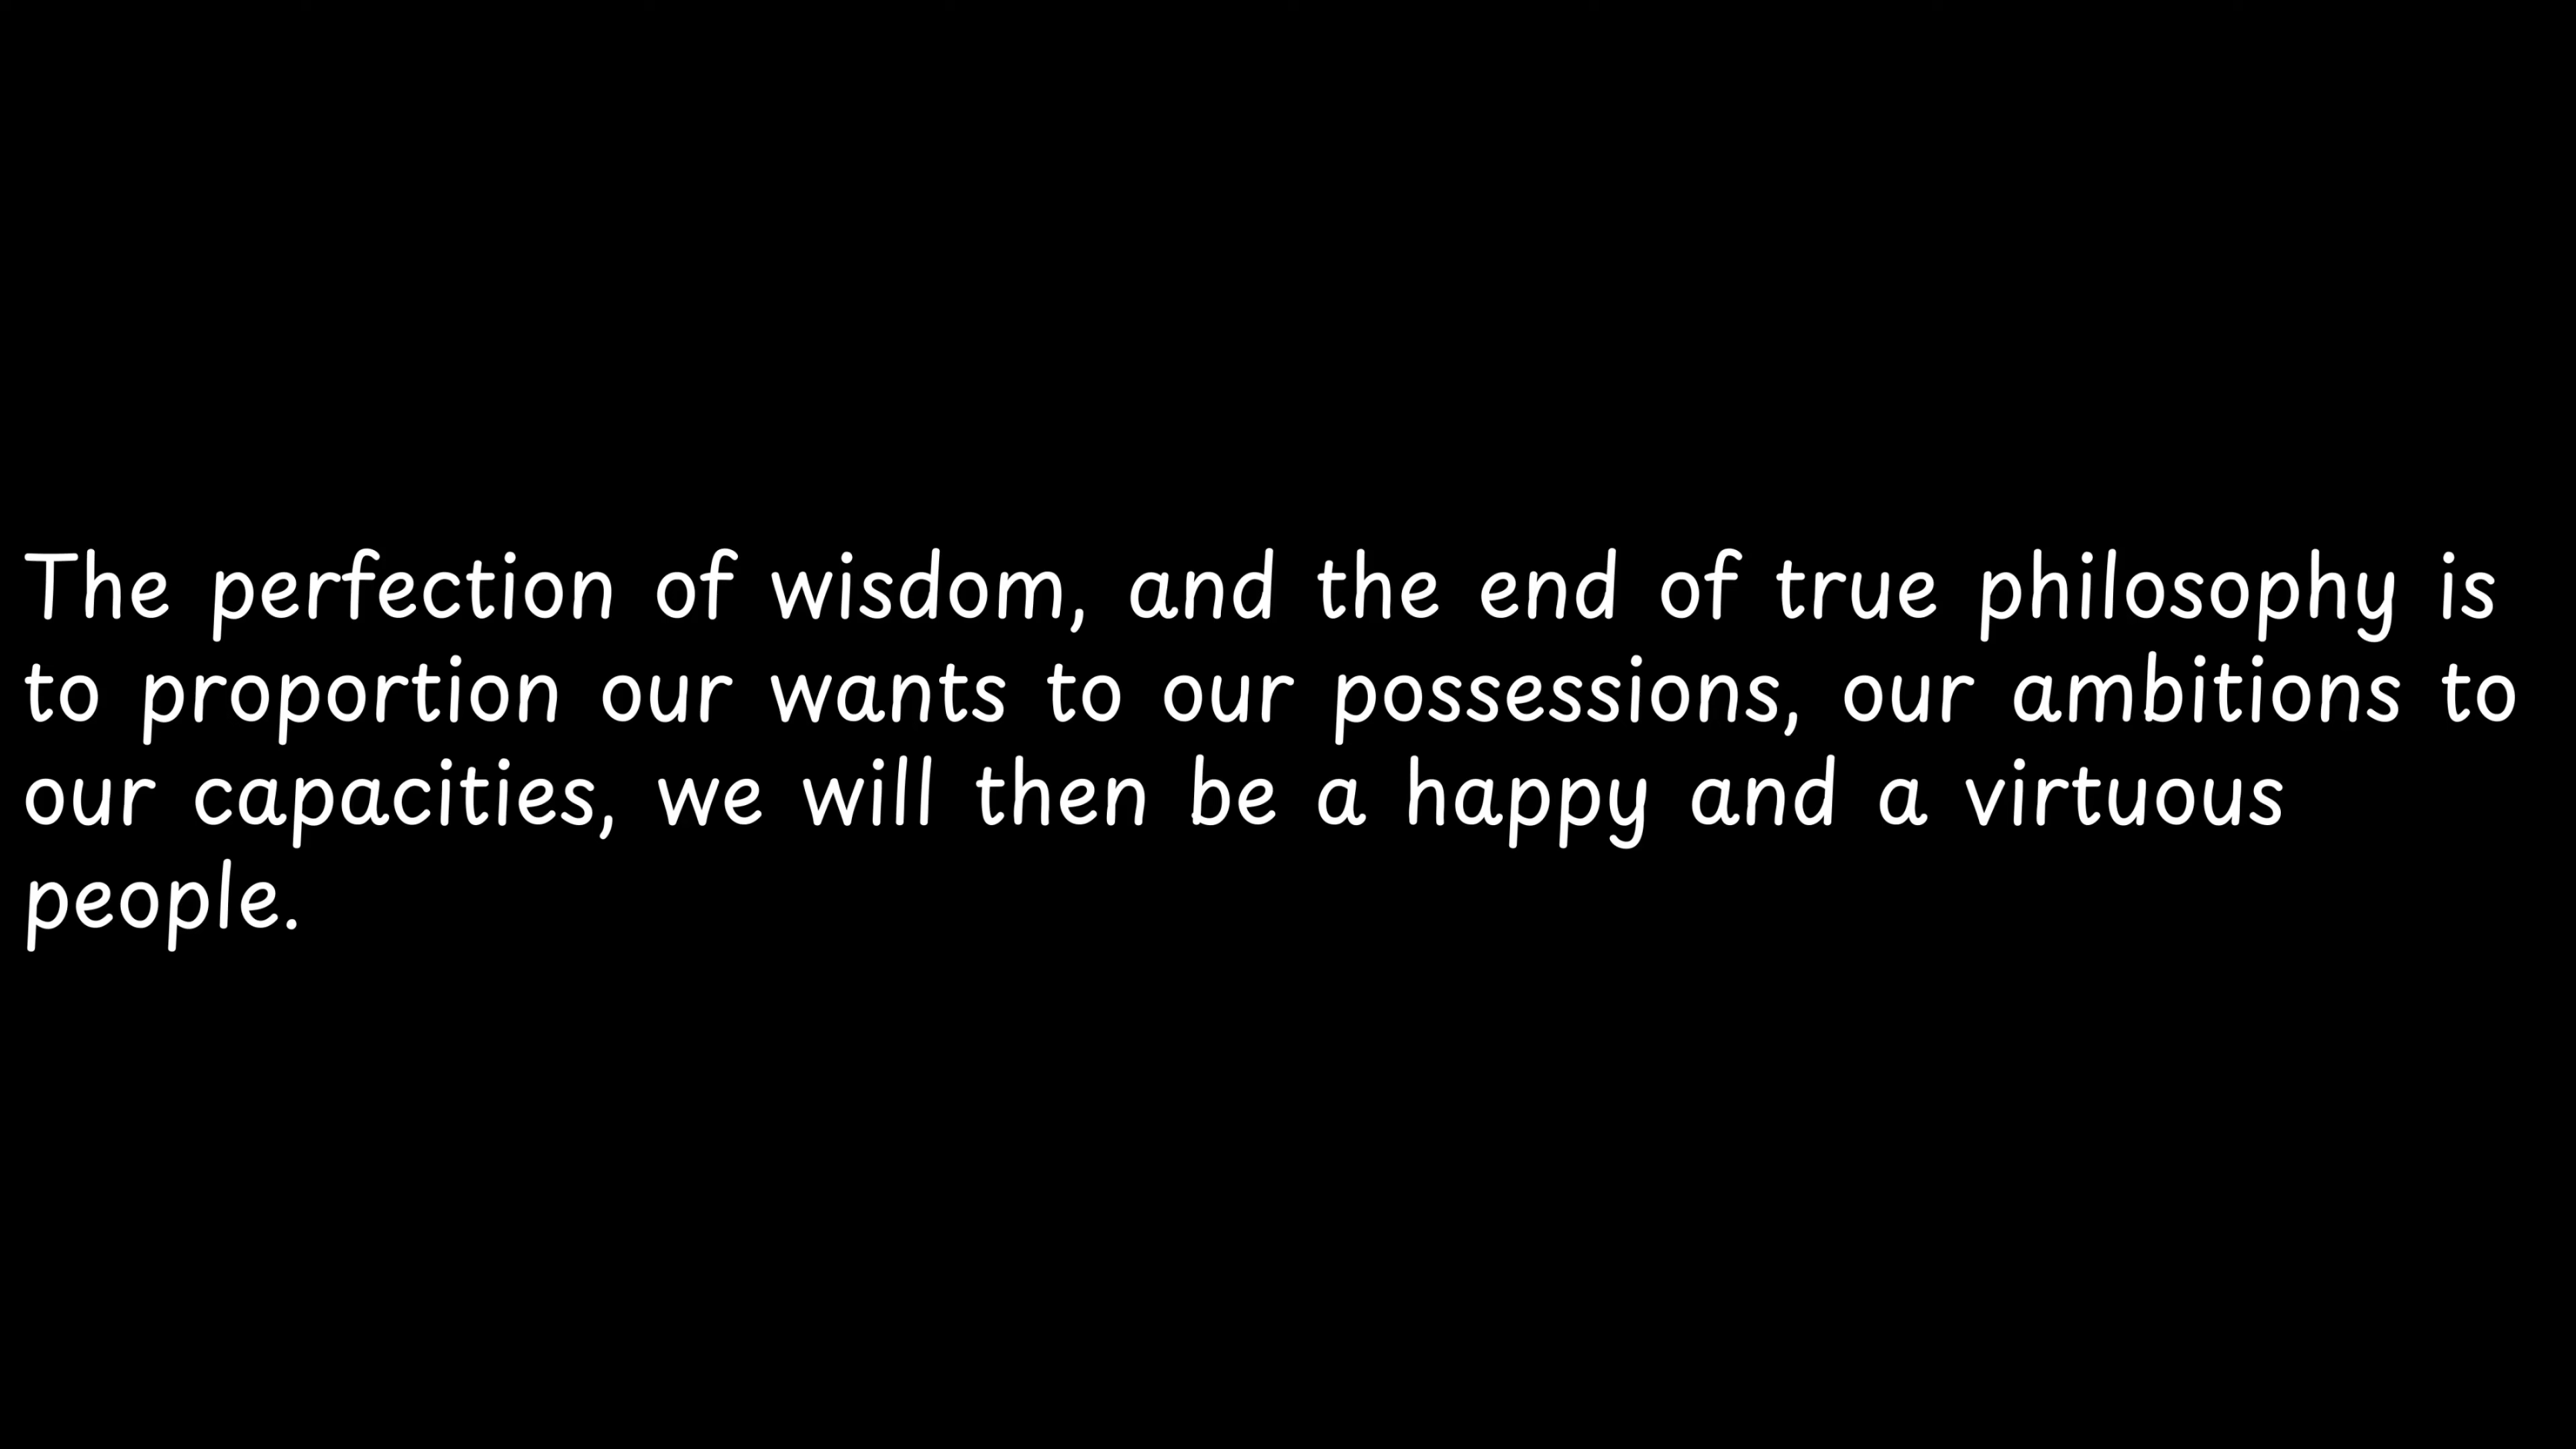 The perfection of wisdom, and the end of true philosophy is
to proportion our wants to our possessions, our ambitions to
our capacities, we will then be a happy and a virtuous
people.